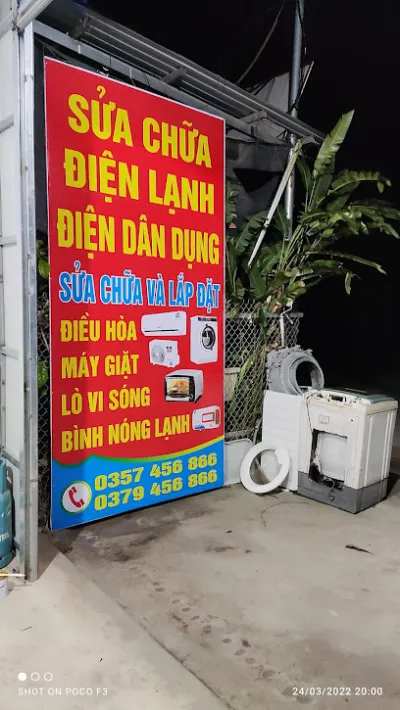 SỬA CHỮA
ĐIỆN LẠNH
ĐIỆN DÂN DỤNG
SỬA CHỮA VÀ LẮP ĐẶT
ĐIỀU HÒA
MÁY GIẶT
LÒ VI SÓNG
BÌNH NÓNG LẠNH
0357 456 866
0379 456 866
SHOT ON POCO F3
24/03/2022 20:00